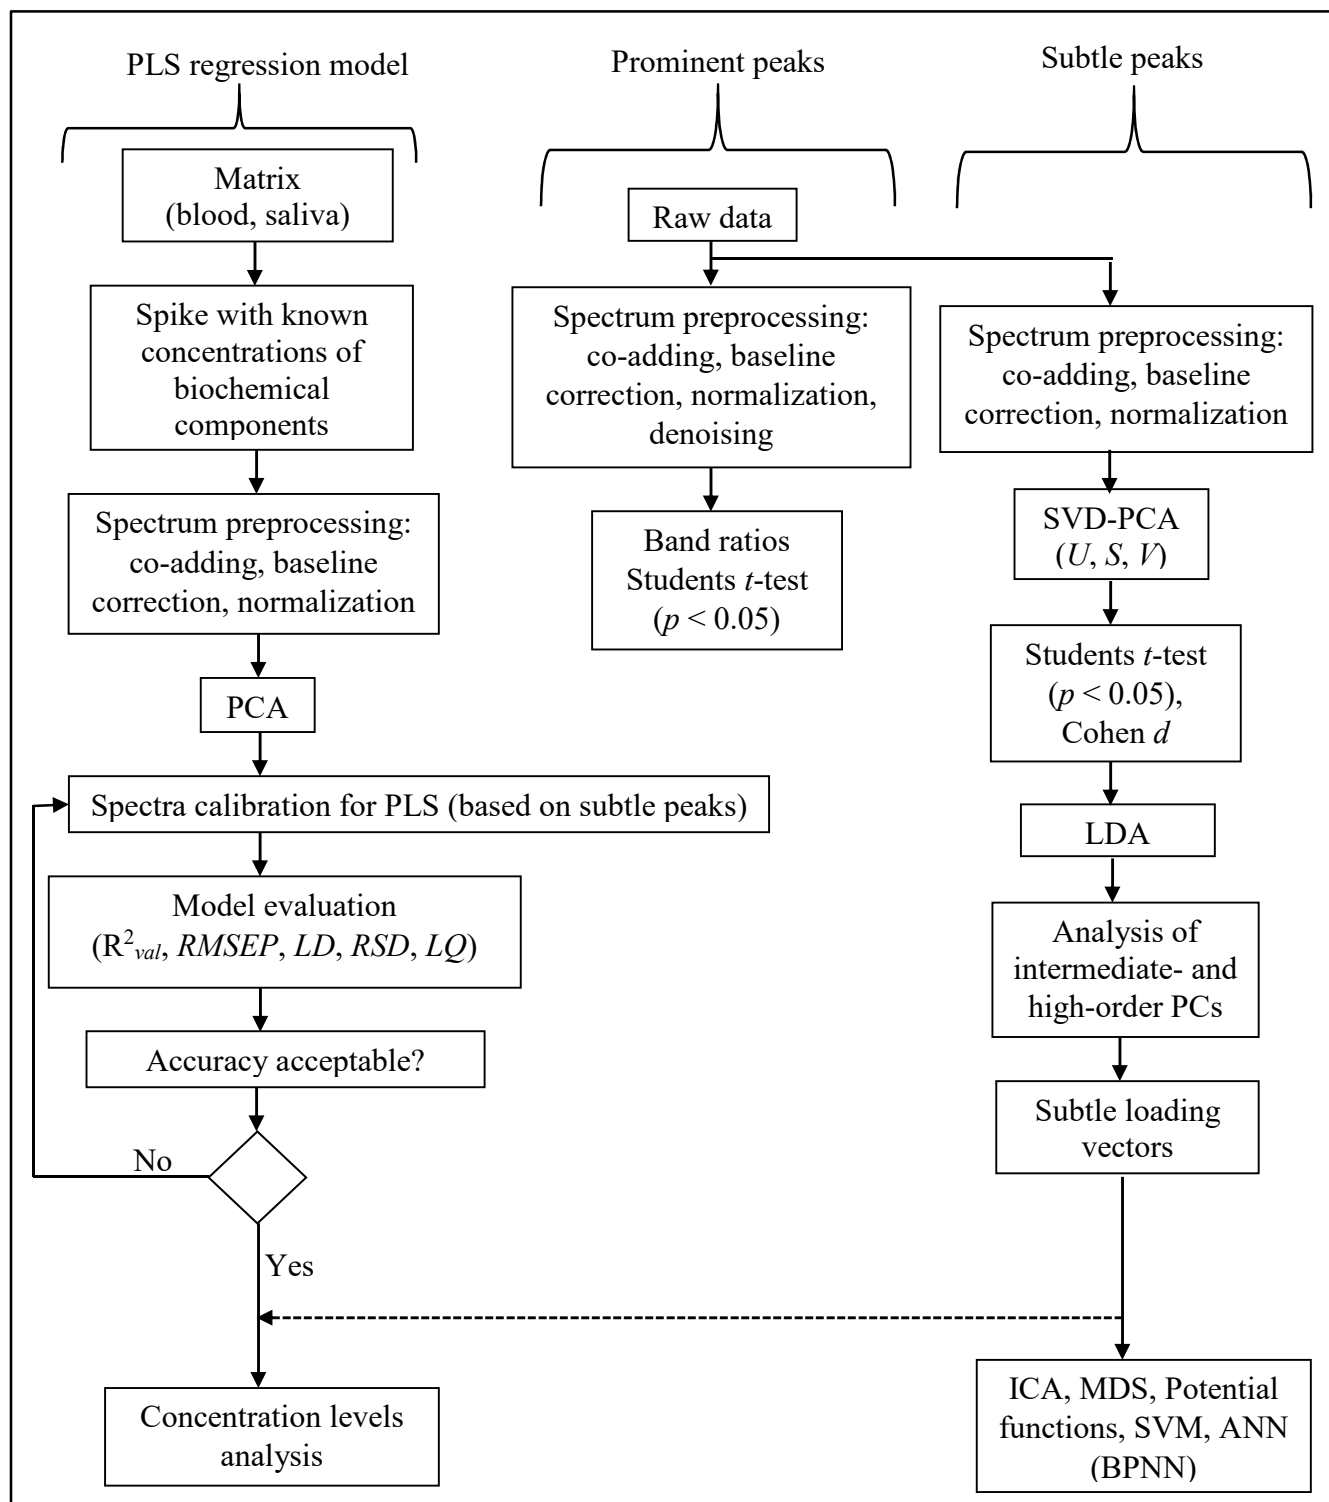 PLS regression model
Matrix
(blood, saliva)
Spike with known
concentrations of
biochemical
components
Spectrum preprocessing:
co-adding, baseline
correction, normalization
PCA
Spectra calibration for PLS (based on subtle peaks)
Model evaluation
(R²val, RMSEP, LD, RSD, LQ)
Accuracy acceptable?
No
Yes
Concentration levels
analysis
Prominent peaks
Raw data
Spectrum preprocessing:
co-adding, baseline
correction, normalization,
denoising
Band ratios
Students t-test
(p < 0.05)
Subtle peaks
Spectrum preprocessing:
co-adding, baseline
correction, normalization
SVD-PCA
(U, S, V)
Students t-test
(p < 0.05),
Cohen d
LDA
Analysis of
intermediate- and
high-order PCs
Subtle loading
vectors
ICA, MDS, Potential
functions, SVM, ANN
(BPNN)